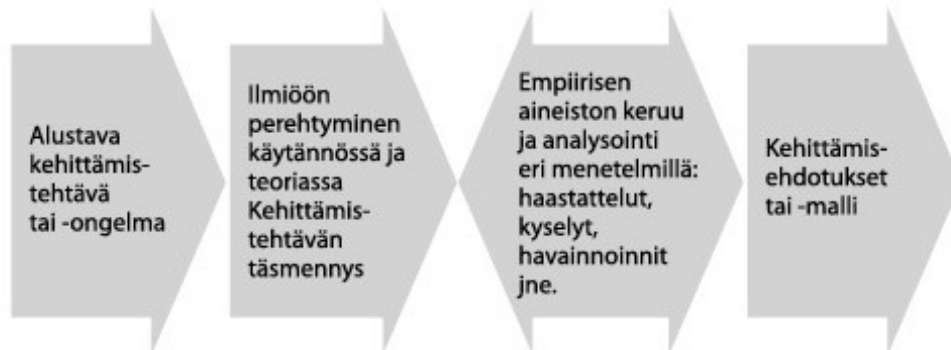 Alustava
kehittämis-
tehtävä
tai -ongelma
Ilmiöön
perehtyminen
käytännössä ja
teoriassa
Kehittämis-
tehtävän
täsmennys
Empiirisen
aineiston keruu
ja analysointi
eri menetelmillä:
haastattelut,
kyselyt,
havainnoinnit
jne.
Kehittämis-
ehdotukset
tai -malli